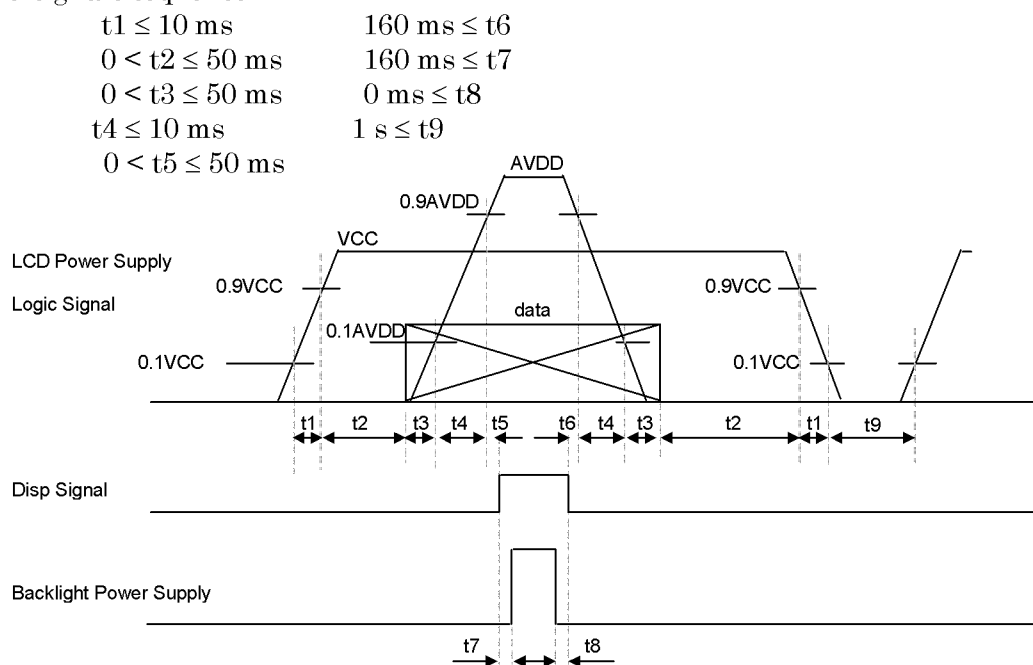 t1 ≤ 10 ms 160 ms ≤ t6
0 < t2 ≤ 50 ms 160 ms ≤ t7
0 < t3 ≤ 50 ms 0 ms ≤ t8
t4 ≤ 10 ms 1 s ≤ t9
0 < t5 ≤ 50 ms
AVDD
0.9AVDD
VCC
LCD Power Supply
0.9VCC 0.9VCC
Logic Signal
data
0.1AVDD
0.1VCC 0.1VCC
t1 t2 t3 t4 t5 t6 t4 t3 t2 t1 t9
Disp Signal
Backlight Power Supply
t7 t8